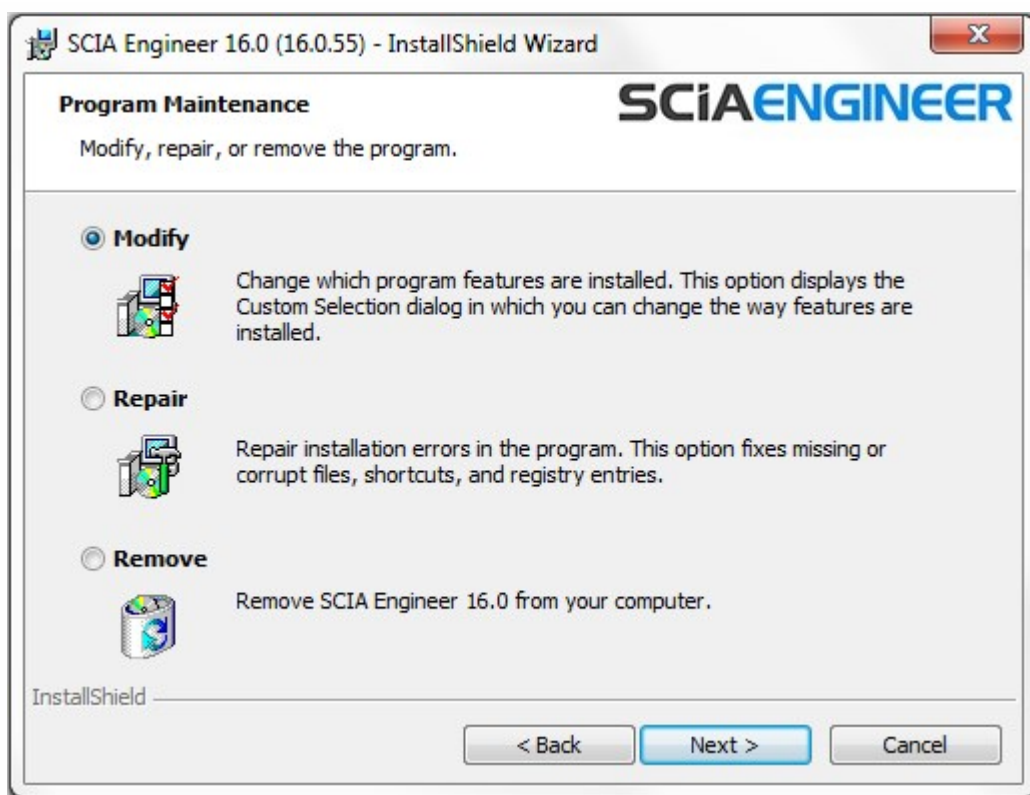 SCIA Engineer 16.0 (16.0.55) - InstallShield Wizard
Program Maintenance
SCiAENGINEER
Modify, repair, or remove the program.
Modify
Change which program features are installed. This option displays the
Custom Selection dialog in which you can change the way features are
installed.
Repair
Repair installation errors in the program. This option fixes missing or
corrupt files, shortcuts, and registry entries.
Remove
Remove SCIA Engineer 16.0 from your computer.
InstallShield
< Back
Next >
Cancel